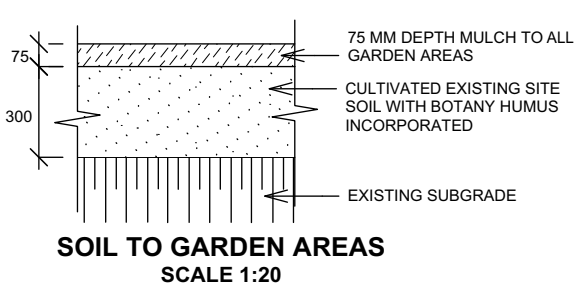 75 MM DEPTH MULCH TO ALL
GARDEN AREAS
75
CULTIVATED EXISTING SITE
SOIL WITH BOTANY HUMUS
INCORPORATED
300
EXISTING SUBGRADE
SOIL TO GARDEN AREAS
SCALE 1:20